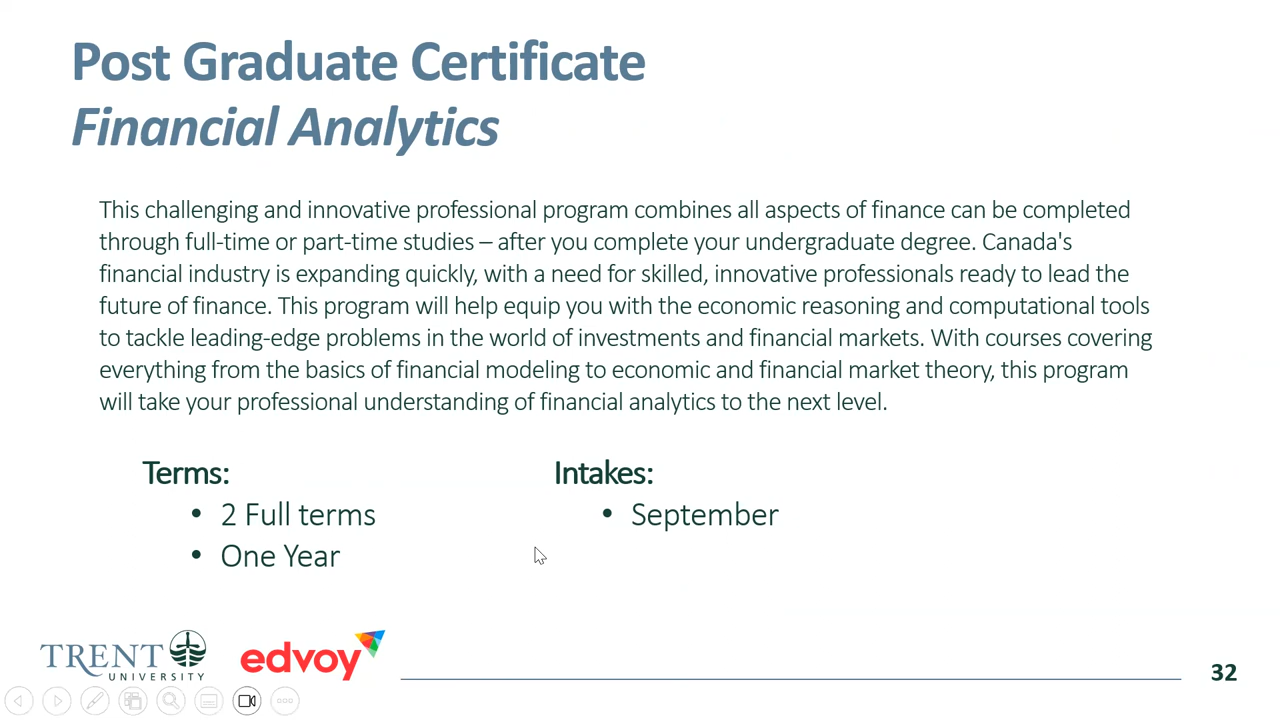 Post Graduate Certificate
Financial Analytics
This challenging and innovative professional program combines all aspects of finance can be completed
through full-time or part-time studies – after you complete your undergraduate degree. Canada's
financial industry is expanding quickly, with a need for skilled, innovative professionals ready to lead the
future of finance. This program will help equip you with the economic reasoning and computational tools
to tackle leading-edge problems in the world of investments and financial markets. With courses covering
everything from the basics of financial modeling to economic and financial market theory, this program
will take your professional understanding of financial analytics to the next level.
Terms:
• 2 Full terms
• One Year
Intakes:
• September
TRENT
UNIVERSITY
edvoy
32